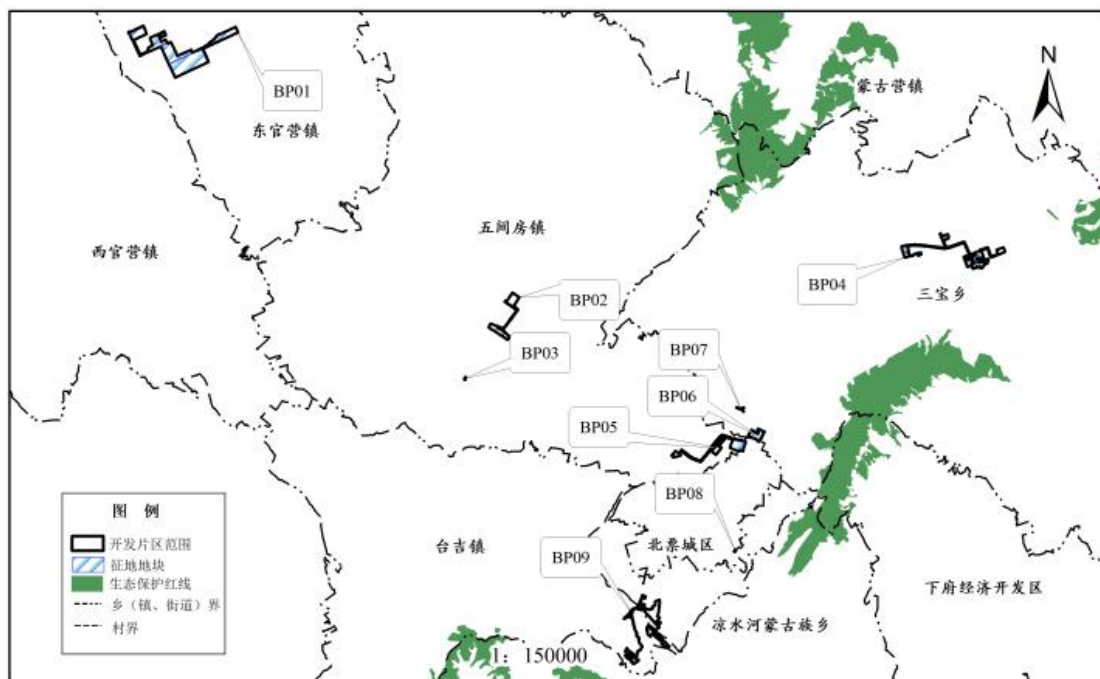 N
蒙古营镇
BP01
东官营镇
五间房镇
西官营镇
BP04
三宝乡
BP02
BP03
BP07
BP06
BP05
BP08
图 例
开发片区范围
征地地块
生态保护红线
乡（镇、街道）界
村界
台吉镇
BP09
北票城区
下府经济开发区
凉水河蒙古族乡
1：150000